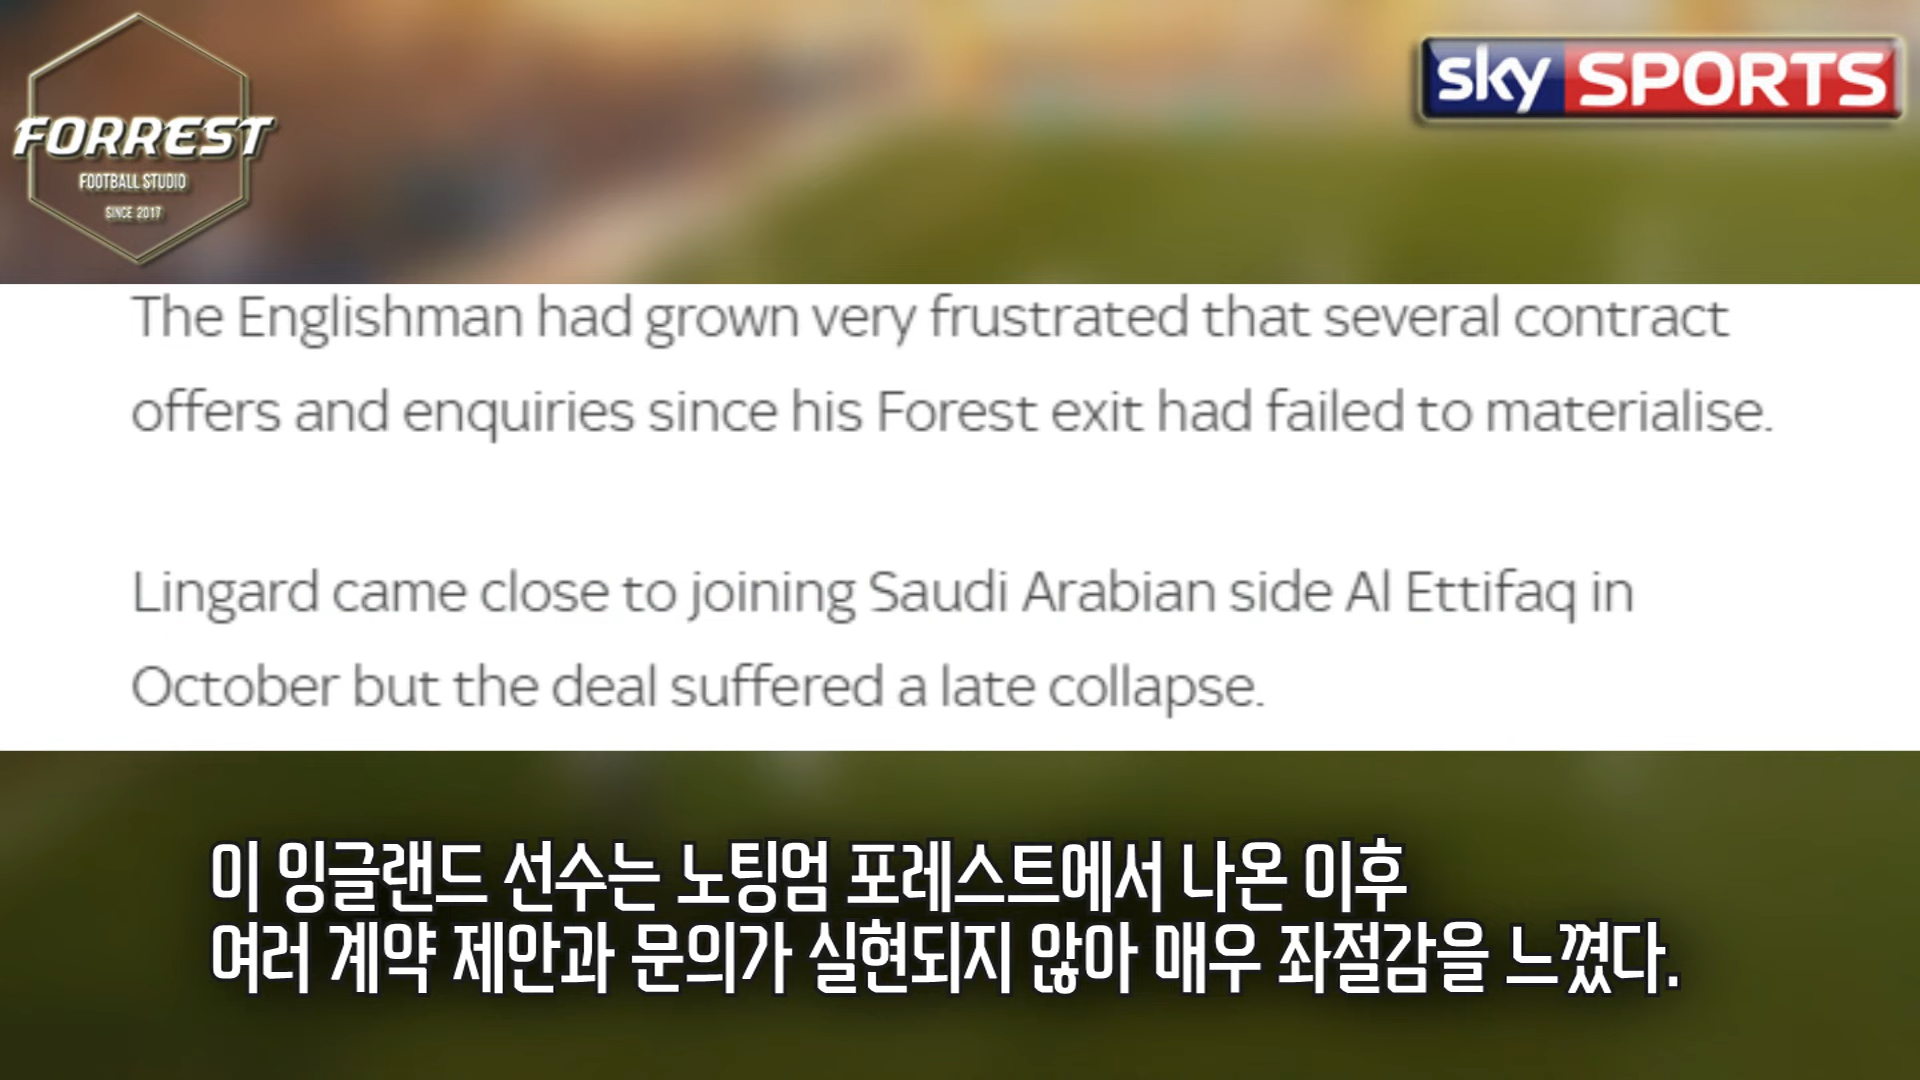 FORREST
FOOTBALL STUDIO
SINCE 2017
sky SPORTS
The Englishman had grown very frustrated that several contract
offers and enquiries since his Forest exit had failed to materialise.
Lingard came close to joining Saudi Arabian side Al Ettifaq in
October but the deal suffered a late collapse.
이 잉글랜드 선수는 노팅엄 포레스트에서 나온 이후
여러 계약 제안과 문의가 실현되지 않아 매우 좌절감을 느꼈다.